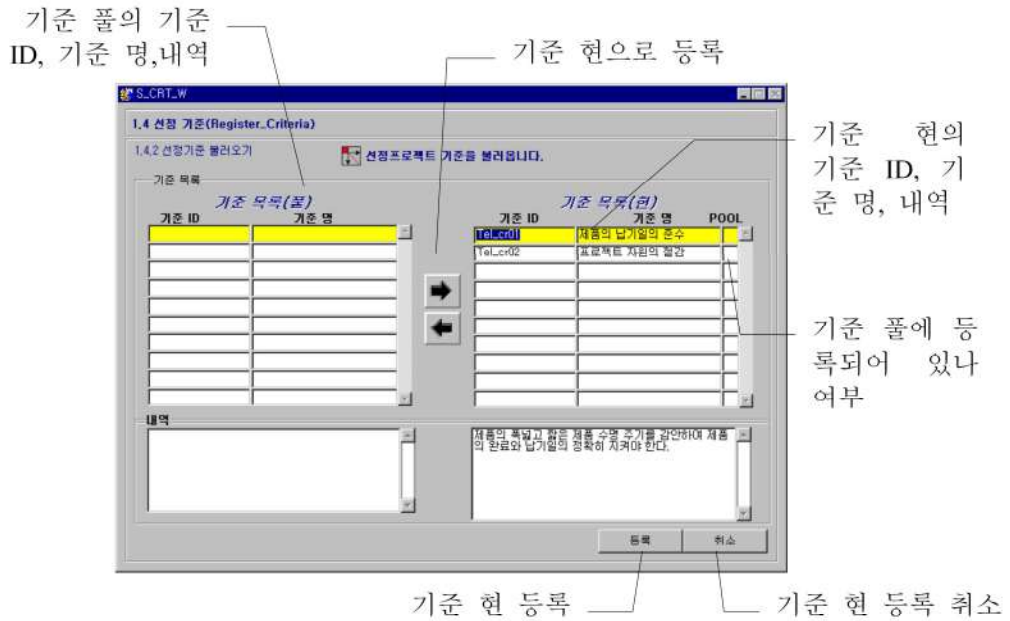 기준 풀의 기준
ID, 기준 명,내역
기준 현으로 등록
S_CRT_W
1.4 선정 기준(Register_Criteria)
1.4.2 선정기준 불러오기
선정프로젝트 기준을 불러옵니다.
기준 목록
기준 목록(풀)
기준 목록(현)
기준 ID 기준 명
기준 ID 기준 명 POOL
Tel_cr01 제품의 납기일의 준수
Tel_cr02 프로젝트 자원의 절감
내역
제품의 폭넓고 짧은 제품 수명 주기를 감안하여 제품
의 완료와 납기일의 정확히 지켜야 한다.
등록 취소
기준 현의
기준 ID, 기
준 명, 내역
기준 풀에 등
록되어 있나
여부
기준 현 등록
기준 현 등록 취소